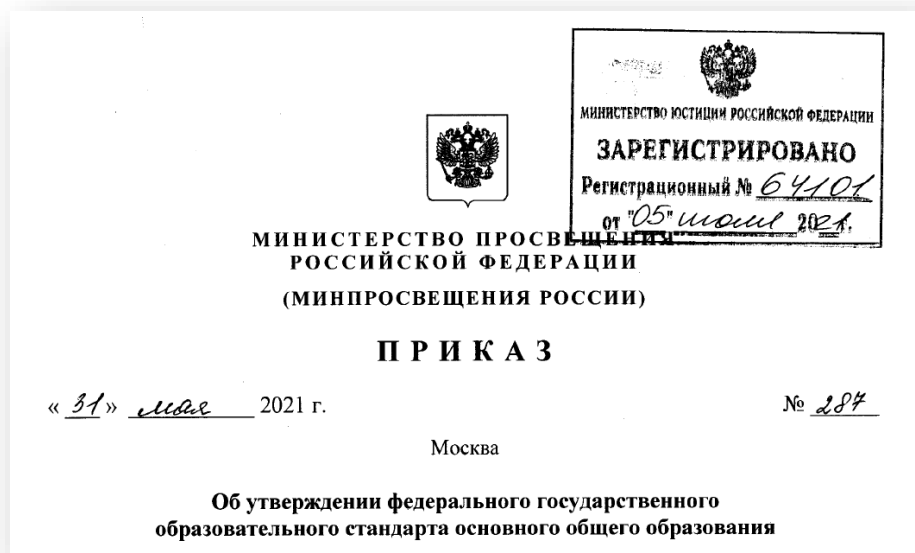 МИНИСТЕРСТВО ЮСТИЦИИ РОССИЙСКОЙ ФЕДЕРАЦИИ
ЗАРЕГИСТРИРОВАНО
Регистрационный № 64101
от "05" июля 2021г.
МИНИСТЕРСТВО ПРОСВЕЩЕНИЯ
РОССИЙСКОЙ ФЕДЕРАЦИИ
(МИНПРОСВЕЩЕНИЯ РОССИИ)
ПРИКАЗ
« 31 » мая 2021 г. № 287
Москва
Об утверждении федерального государственного
образовательного стандарта основного общего образования